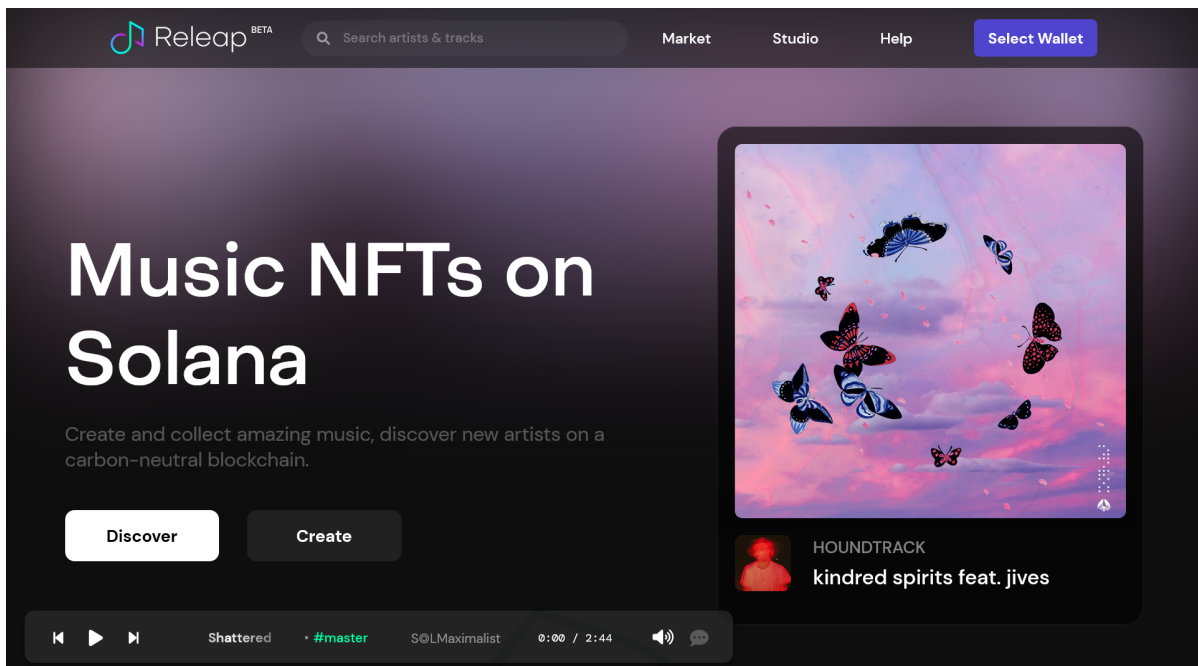 Releap BETA
Search artists & tracks
Market
Studio
Help
Select Wallet
Music NFTs on
Solana
Create and collect amazing music, discover new artists on a
carbon-neutral blockchain.
Discover
Create
HOUNDTRACK
kindred spirits feat. jives
Shattered • #master S◎LMaximalist 0:00 / 2:44